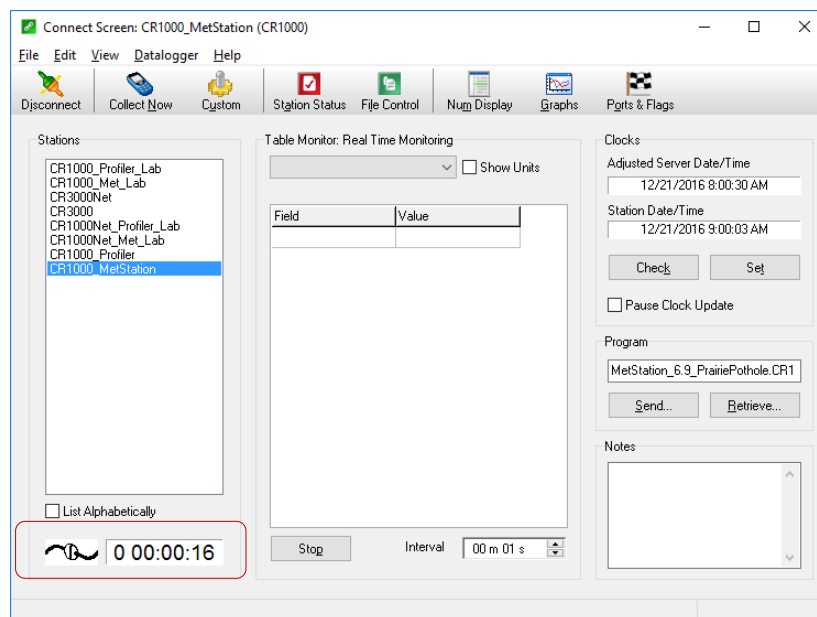 Connect Screen: CR1000_MetStation (CR1000)
File Edit View Datalogger Help
Disconnect Collect Now Custom Station Status File Control Num Display Graphs Ports & Flags
Stations
CR1000_Profiler_Lab
CR1000_Met_Lab
CR3000Net
CR3000
CR1000Net_Profiler_Lab
CR1000Net_Met_Lab
CR1000_Profiler
CR1000_MetStation
List Alphabetically
0 00:00:16
Table Monitor: Real Time Monitoring
Show Units
Field Value
Stop Interval 00 m 01 s
Clocks
Adjusted Server Date/Time
12/21/2016 8:00:30 AM
Station Date/Time
12/21/2016 9:00:03 AM
Check Set
Pause Clock Update
Program
MetStation_6.9_PrairiePothole.CR1
Send... Retrieve...
Notes